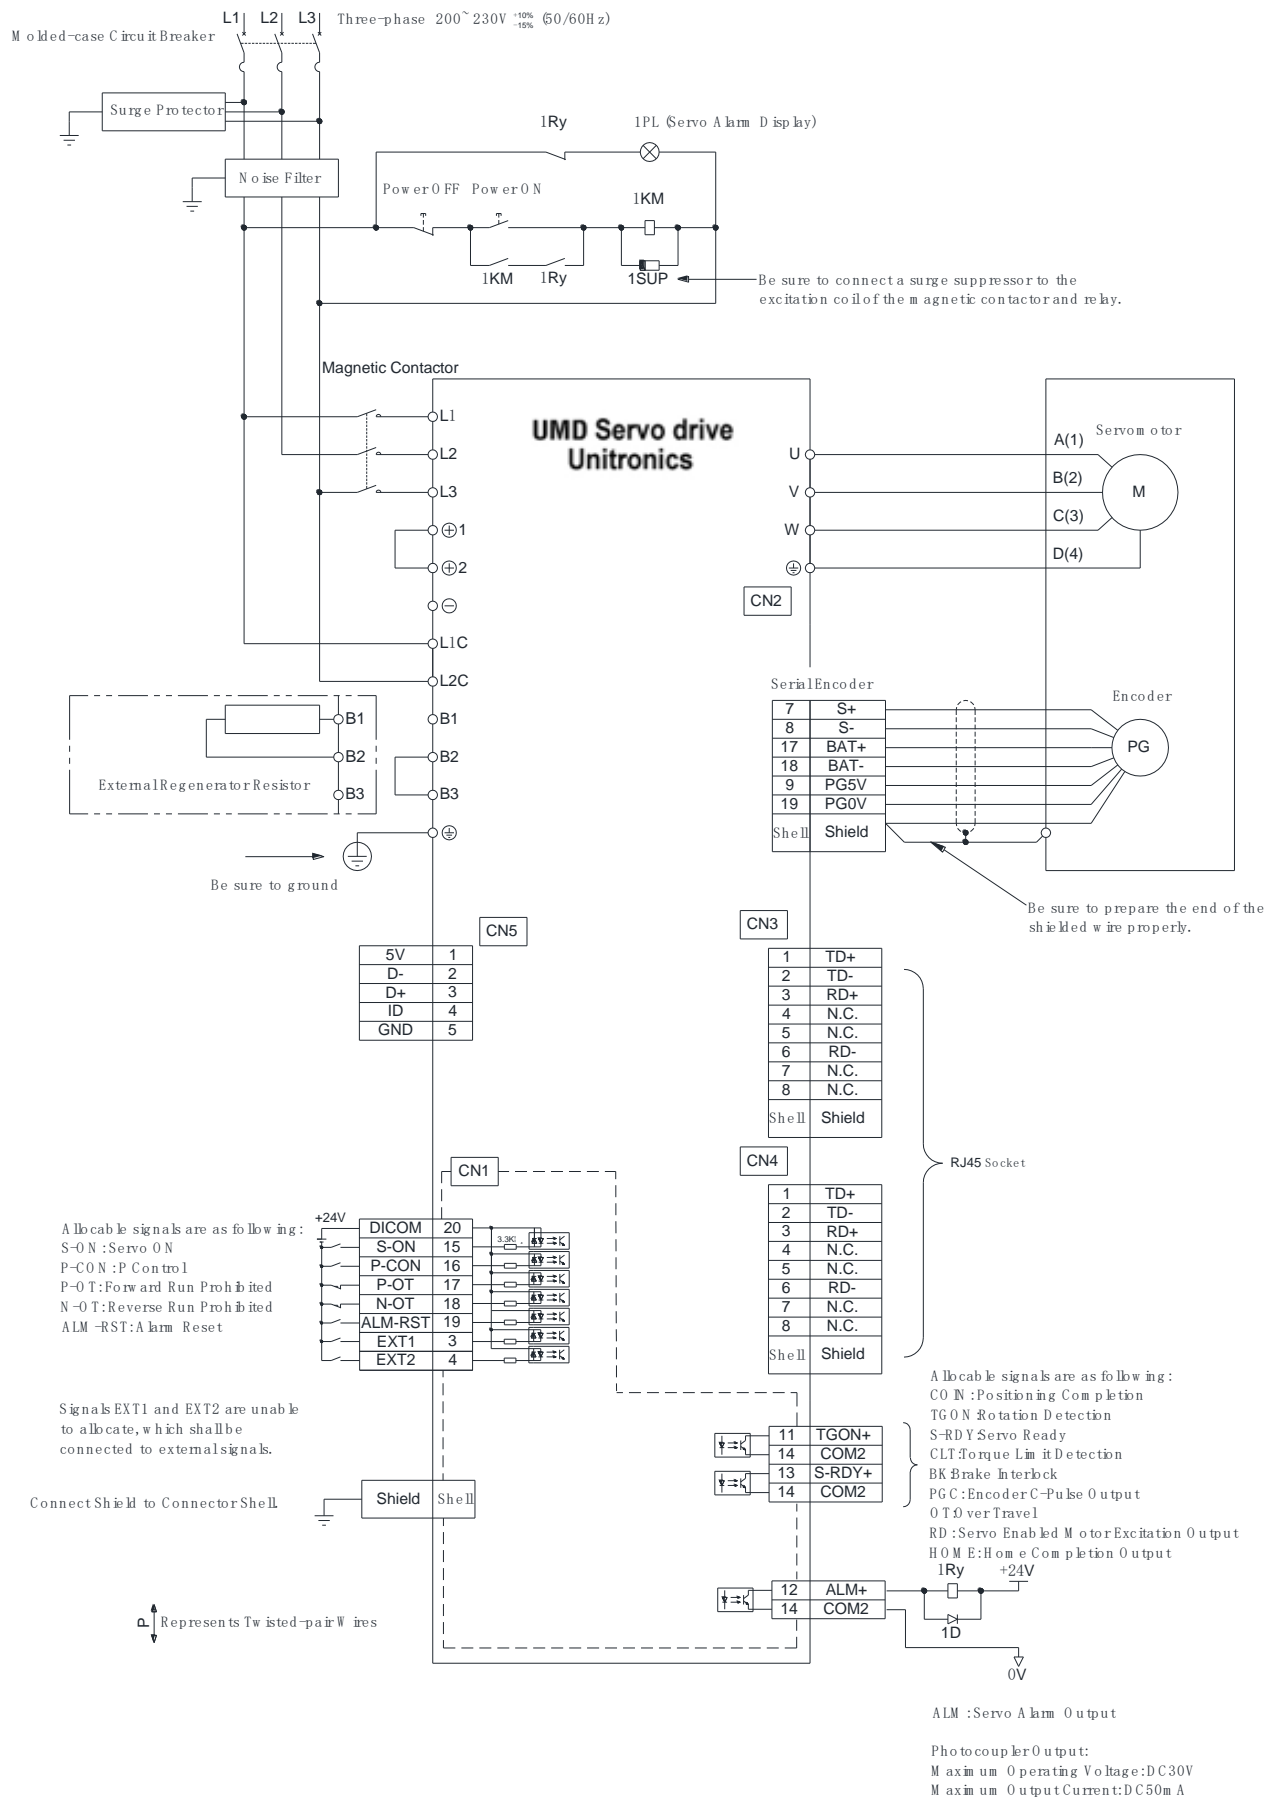 L1 L2 L3 Three-phase 200~230V +10% -15% (50/60Hz)
Molded-case Circuit Breaker
Surge Protector
1Ry 1PL (Servo Alarm Display)
Noise Filter
Power OFF Power ON
1KM
1KM 1Ry 1SUP
Be sure to connect a surge suppressor to the
excitation coil of the magnetic contactor and relay.
Magnetic Contactor
UMD Servo drive
Unitronics
L1
L2
L3
⊕1
⊕2
⊖
L1C
L2C
B1
B2
B3
U
V
W
A(1)
B(2)
C(3)
D(4)
Servomotor
M
CN2
Serial Encoder
7 S+
8 S-
17 BAT+
18 BAT-
9 PG5V
19 PG0V
Shell Shield
Encoder
PG
B1
B2
B3
External Regenerator Resistor
Be sure to ground
Be sure to prepare the end of the
shielded wire properly.
CN5
5V 1
D- 2
D+ 3
ID 4
GND 5
CN3
1 TD+
2 TD-
3 RD+
4 N.C.
5 N.C.
6 RD-
7 N.C.
8 N.C.
Shell Shield
CN4
1 TD+
2 TD-
3 RD+
4 N.C.
5 N.C.
6 RD-
7 N.C.
8 N.C.
Shell Shield
RJ45 Socket
CN1
+24V
DICOM 20
S-ON 15
P-CON 16
P-OT 17
N-OT 18
ALM-RST 19
EXT1 3
EXT2 4
Allocable signals are as following:
S-ON:Servo ON
P-CON:P Control
P-OT:Forward Run Prohibited
N-OT:Reverse Run Prohibited
ALM-RST:Alarm Reset
Signals EXT1 and EXT2 are unable
to allocate, which shall be
connected to external signals.
Connect Shield to Connector Shell.
Shield Shell
11 TGON+
14 COM2
13 S-RDY+
14 COM2
Allocable signals are as following:
COIN:Positioning Completion
TGON:Rotation Detection
S-RDY:Servo Ready
CLT:Torque Limit Detection
BK:Brake Interlock
PGC:Encoder C-Pulse Output
OT:Over Travel
RD:Servo Enabled Motor Excitation Output
HOME:Home Completion Output
12 ALM+
14 COM2
1Ry +24V
1D
0V
P Represents Twisted-pair Wires
ALM:Servo Alarm Output
Photocoupler Output:
Maximum Operating Voltage:DC30V
Maximum Output Current:DC50mA